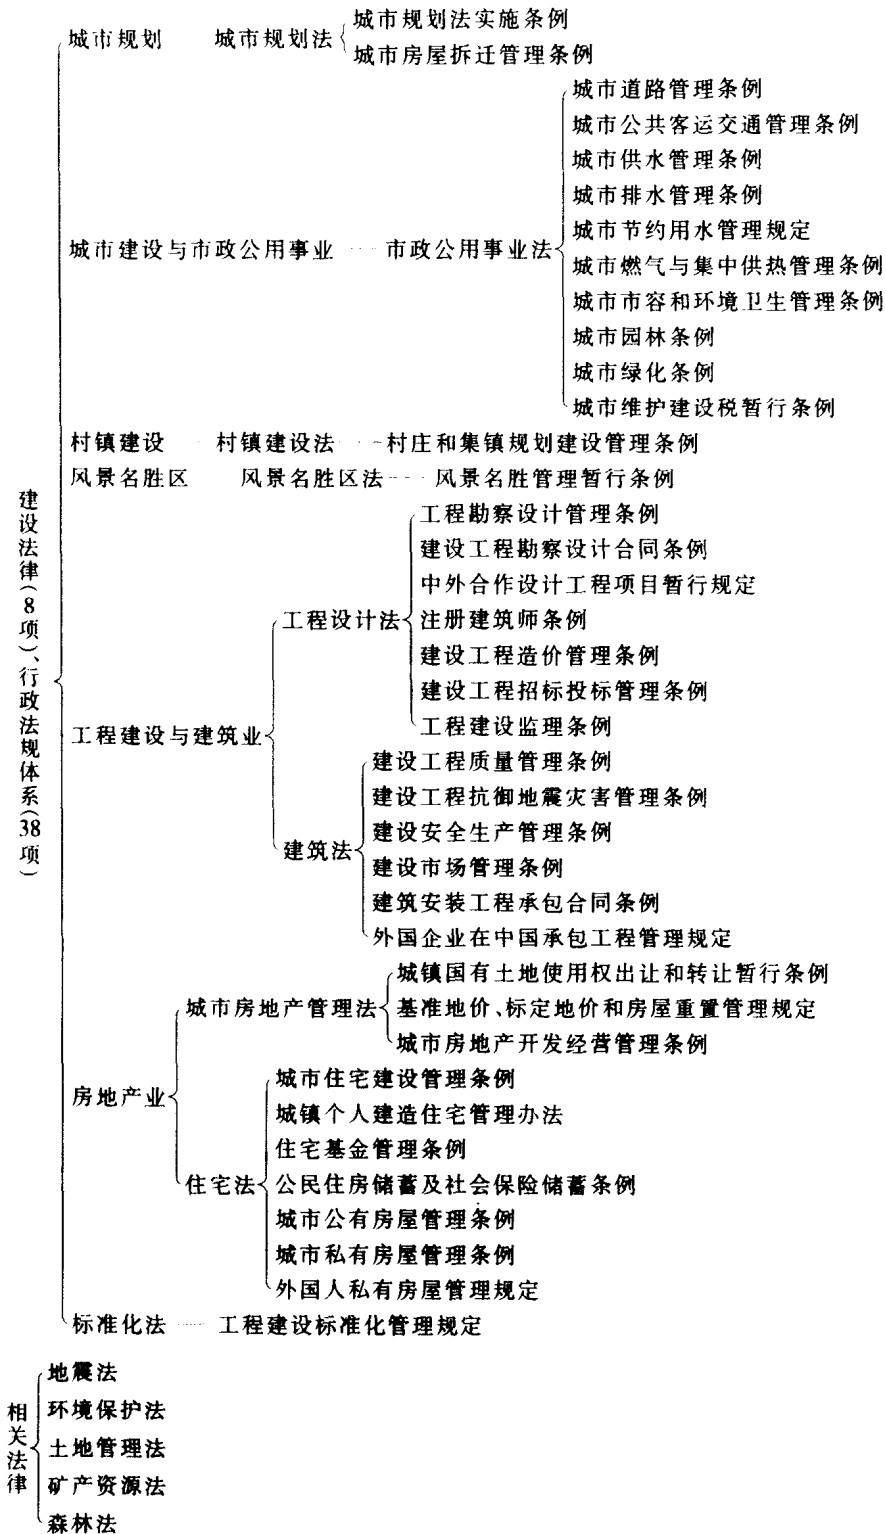 建设法律(8项)、行政法规体系(38项)
城市规划 城市规划法
城市规划法实施条例
城市房屋拆迁管理条例
城市建设与市政公用事业 市政公用事业法
城市道路管理条例
城市公共客运交通管理条例
城市供水管理条例
城市排水管理条例
城市节约用水管理规定
城市燃气与集中供热管理条例
城市市容和环境卫生管理条例
城市园林条例
城市绿化条例
城市维护建设税暂行条例
村镇建设 村镇建设法 村庄和集镇规划建设管理条例
风景名胜区 风景名胜区法 风景名胜管理暂行条例
工程建设与建筑业
工程设计法
工程勘察设计管理条例
建设工程勘察设计合同条例
中外合作设计工程项目暂行规定
注册建筑师条例
建设工程造价管理条例
建设工程招标投标管理条例
工程建设监理条例
建筑法
建设工程质量管理条例
建设工程抗御地震灾害管理条例
建设安全生产管理条例
建设市场管理条例
建筑安装工程承包合同条例
外国企业在中国承包工程管理规定
房地产业
城市房地产管理法
城镇国有土地使用权出让和转让暂行条例
基准地价、标定地价和房屋重置管理规定
城市房地产开发经营管理条例
住宅法
城市住宅建设管理条例
城镇个人建造住宅管理办法
住宅基金管理条例
公民住房储蓄及社会保险储蓄条例
城市公有房屋管理条例
城市私有房屋管理条例
外国人私有房屋管理规定
标准化法 工程建设标准化管理规定
相关法律
地震法
环境保护法
土地管理法
矿产资源法
森林法